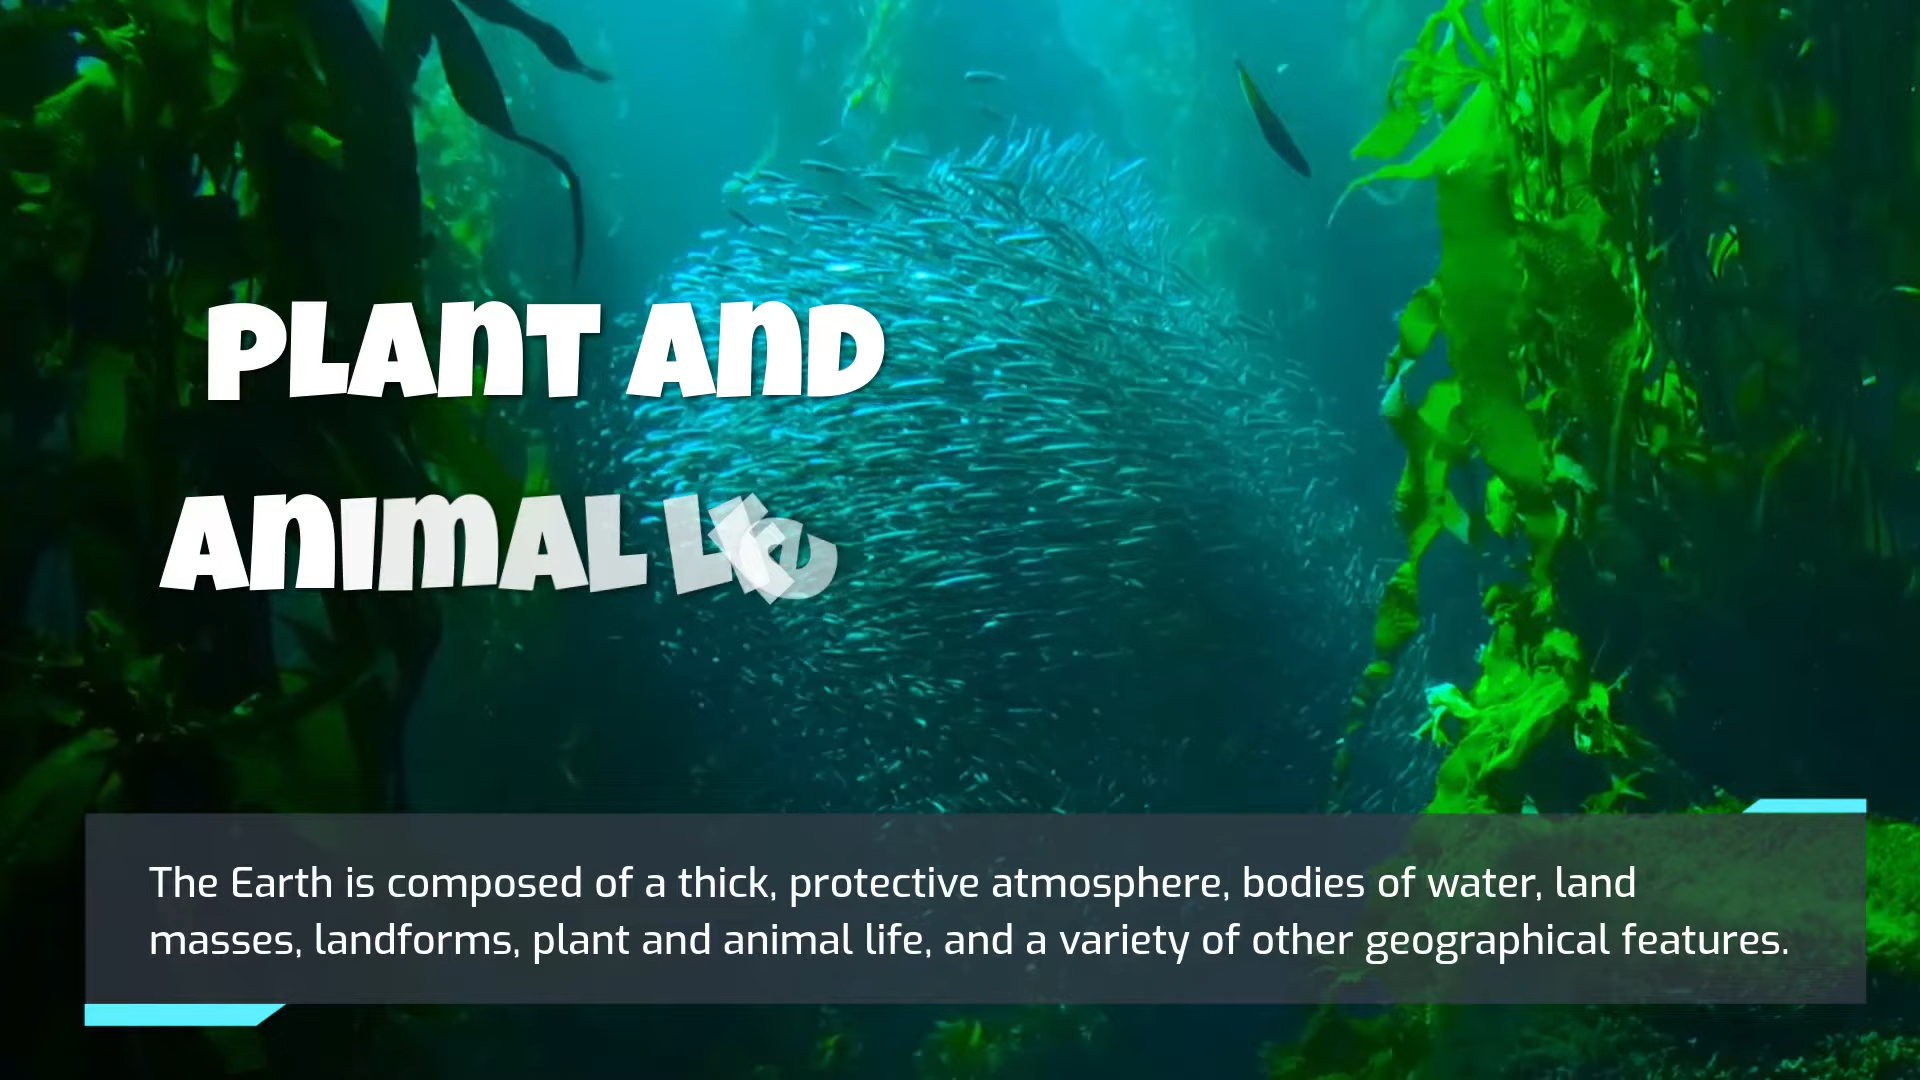 PLANT AND
ANIMAL
The Earth is composed of a thick, protective atmosphere, bodies of water, land
masses, landforms, plant and animal life, and a variety of other geographical features.